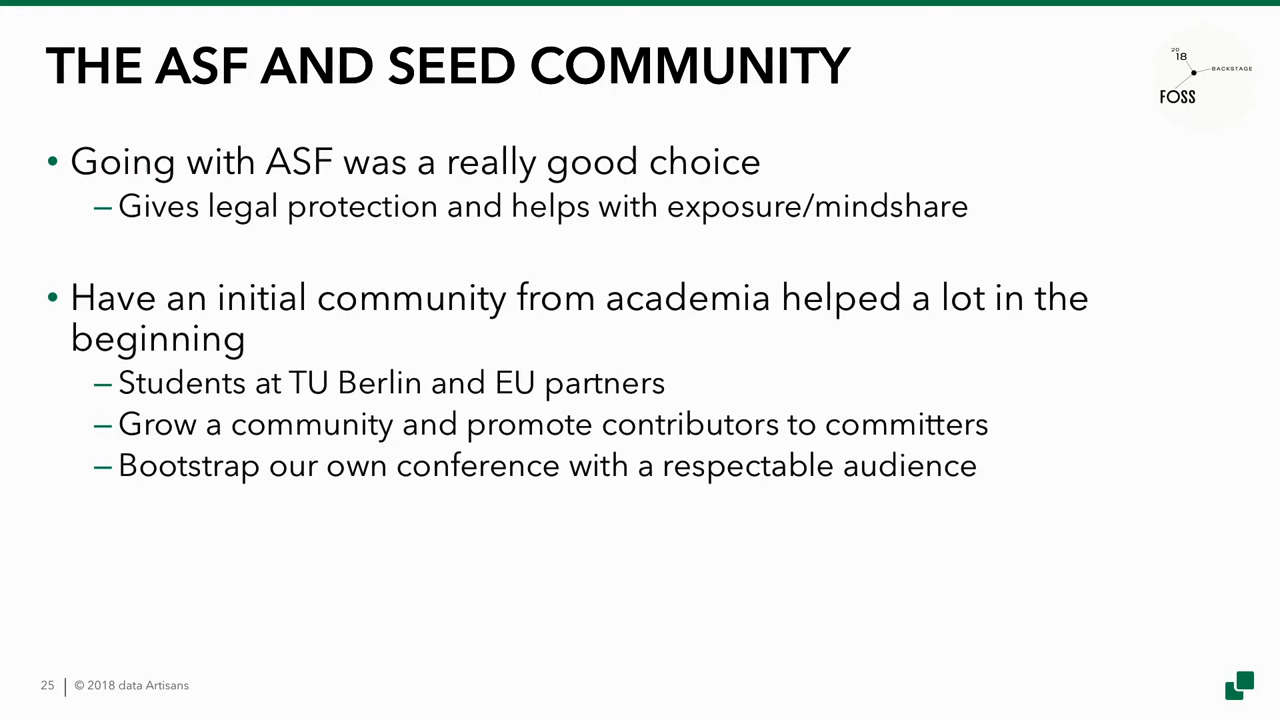 THE ASF AND SEED COMMUNITY
20
18
BACKSTAGE
FOSS
• Going with ASF was a really good choice
– Gives legal protection and helps with exposure/mindshare
• Have an initial community from academia helped a lot in the
beginning
– Students at TU Berlin and EU partners
– Grow a community and promote contributors to committers
– Bootstrap our own conference with a respectable audience
25 | © 2018 data Artisans